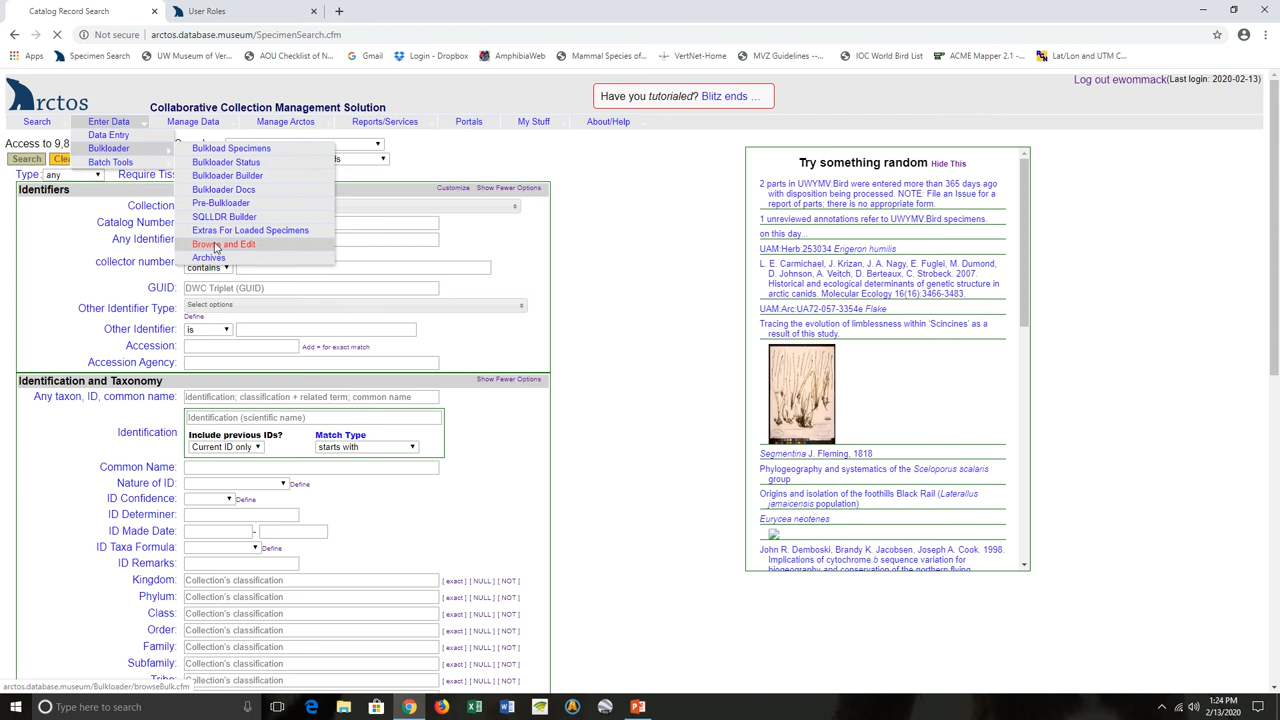 Catalog Record Search
User Roles
Not secure | arctos.database.museum/SpecimenSearch.cfm
Apps
Specimen Search
UW Museum of Ver...
AOU Checklist of N...
Gmail
Login - Dropbox
AmphibiaWeb
Mammal Species of...
VertNet-Home
MVZ Guidelines --...
IOC World Bird List
ACME Mapper 2.1 -...
Lat/Lon and UTM C...
Arctos
Collaborative Collection Management Solution
Have you tutorialed? Blitz ends …
Log out ewommack(Last login: 2020-02-13)
Search
Enter Data
Manage Data
Manage Arctos
Reports/Services
Portals
My Stuff
About/Help
Data Entry
Bulkloader
Batch Tools
Bulkload Specimens
Bulkloader Status
Bulkloader Builder
Bulkloader Docs
Pre-Bulkloader
SQLLDR Builder
Extras For Loaded Specimens
Browse and Edit
Archives
Access to 9,8
Search
Type: any
Require Tiss
Identifiers
Customize
Show Fewer Options
Collection
Catalog Number
Any Identifier
collector number
contains
GUID: DWC Triplet (GUID)
Other Identifier Type: Select options
Define
Other Identifier: is
Accession: Add = for exact match
Accession Agency:
Identification and Taxonomy
Show Fewer Options
Any taxon, ID, common name: identification; classification + related term; common name
Identification
Identification (scientific name)
Include previous IDs?
Match Type
Current ID only
starts with
Common Name:
Nature of ID: Define
ID Confidence: Define
ID Determiner:
ID Made Date: -
ID Taxa Formula: Define
ID Remarks:
Kingdom: Collection's classification [ exact ] [ NULL ] [ NOT ]
Phylum: Collection's classification [ exact ] [ NULL ] [ NOT ]
Class: Collection's classification [ exact ] [ NULL ] [ NOT ]
Order: Collection's classification [ exact ] [ NULL ] [ NOT ]
Family: Collection's classification [ exact ] [ NULL ] [ NOT ]
Subfamily: Collection's classification [ exact ] [ NULL ] [ NOT ]
Tribe: Collection's classification [ exact ] [ NULL ] [ NOT ]
Try something random Hide This
2 parts in UWYMV:Bird were entered more than 365 days ago
with disposition being processed. NOTE: File an Issue for a
report of parts; there is no appropriate form.
1 unreviewed annotations refer to UWYMV:Bird specimens.
on this day...
UAM:Herb:253034 Erigeron humilis
L. E. Carmichael, J. Krizan, J. A. Nagy, E. Fuglei, M. Dumond,
D. Johnson, A. Veitch, D. Berteaux, C. Strobeck. 2007.
Historical and ecological determinants of genetic structure in
arctic canids. Molecular Ecology 16(16):3466-3483.
UAM:Arc:UA72-057-3354e Flake
Tracing the evolution of limblessness within 'Scincines' as a
result of this study.
Segmentina J. Fleming, 1818
Phylogeography and systematics of the Sceloporus scalaris
group
Origins and isolation of the foothills Black Rail (Laterallus
jamaicensis population)
Eurycea neotenes
John R. Demboski, Brandy K. Jacobsen, Joseph A. Cook. 1998.
Implications of cytochrome b sequence variation for
biogeography and conservation of the northern flying
arctos.database.museum/Bulkloader/browseBulk.cfm
Type here to search
1:24 PM
2/13/2020